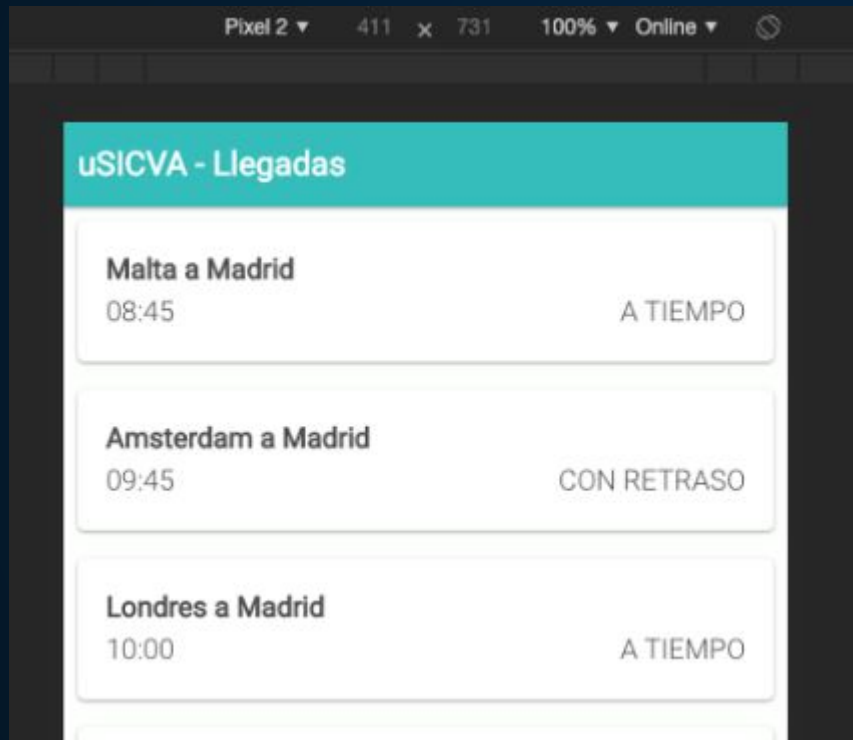 Pixel 2 ▼ 411 x 731 100% ▼ Online ▼
uSICVA - Llegadas
Malta a Madrid
08:45 A TIEMPO
Amsterdam a Madrid
09:45 CON RETRASO
Londres a Madrid
10:00 A TIEMPO